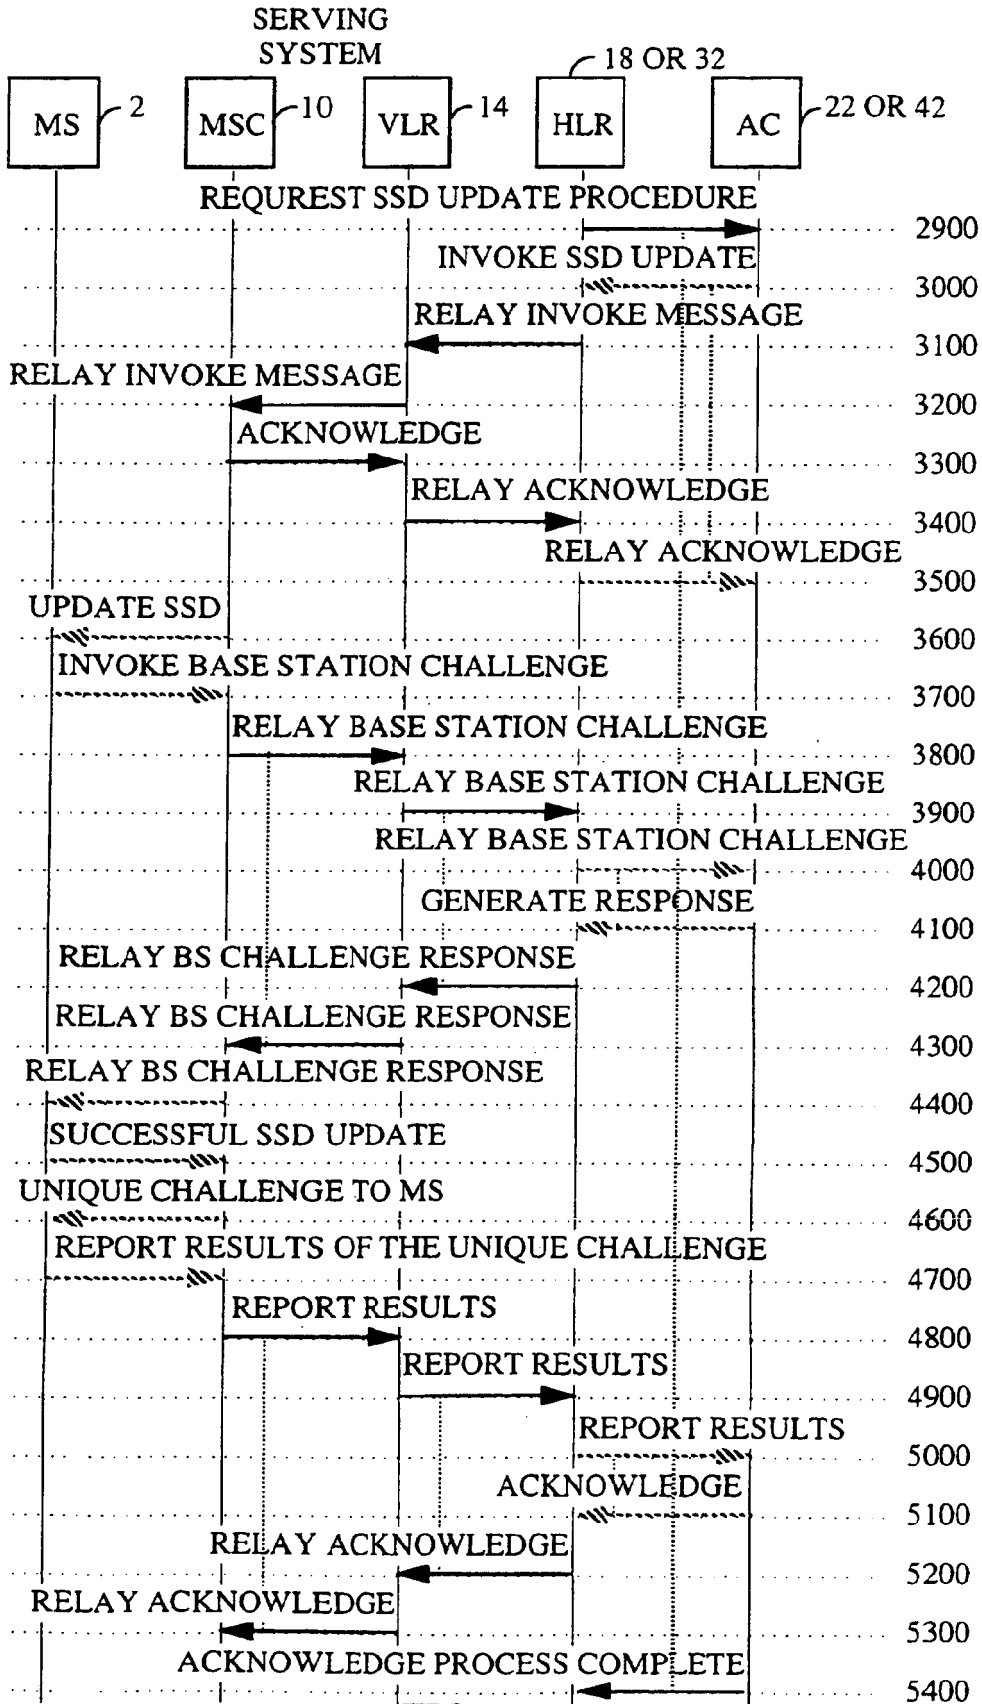 SERVING
SYSTEM
18 OR 32
MS 2 MSC 10 VLR 14 HLR AC 22 OR 42
REQUREST SSD UPDATE PROCEDURE
2900
INVOKE SSD UPDATE
3000
RELAY INVOKE MESSAGE
3100
RELAY INVOKE MESSAGE
3200
ACKNOWLEDGE
3300
RELAY ACKNOWLEDGE
3400
RELAY ACKNOWLEDGE
3500
UPDATE SSD
3600
INVOKE BASE STATION CHALLENGE
3700
RELAY BASE STATION CHALLENGE
3800
RELAY BASE STATION CHALLENGE
3900
RELAY BASE STATION CHALLENGE
4000
GENERATE RESPONSE
4100
RELAY BS CHALLENGE RESPONSE
4200
RELAY BS CHALLENGE RESPONSE
4300
RELAY BS CHALLENGE RESPONSE
4400
SUCCESSFUL SSD UPDATE
4500
UNIQUE CHALLENGE TO MS
4600
REPORT RESULTS OF THE UNIQUE CHALLENGE
4700
REPORT RESULTS
4800
REPORT RESULTS
4900
REPORT RESULTS
5000
ACKNOWLEDGE
5100
RELAY ACKNOWLEDGE
5200
RELAY ACKNOWLEDGE
5300
ACKNOWLEDGE PROCESS COMPLETE
5400